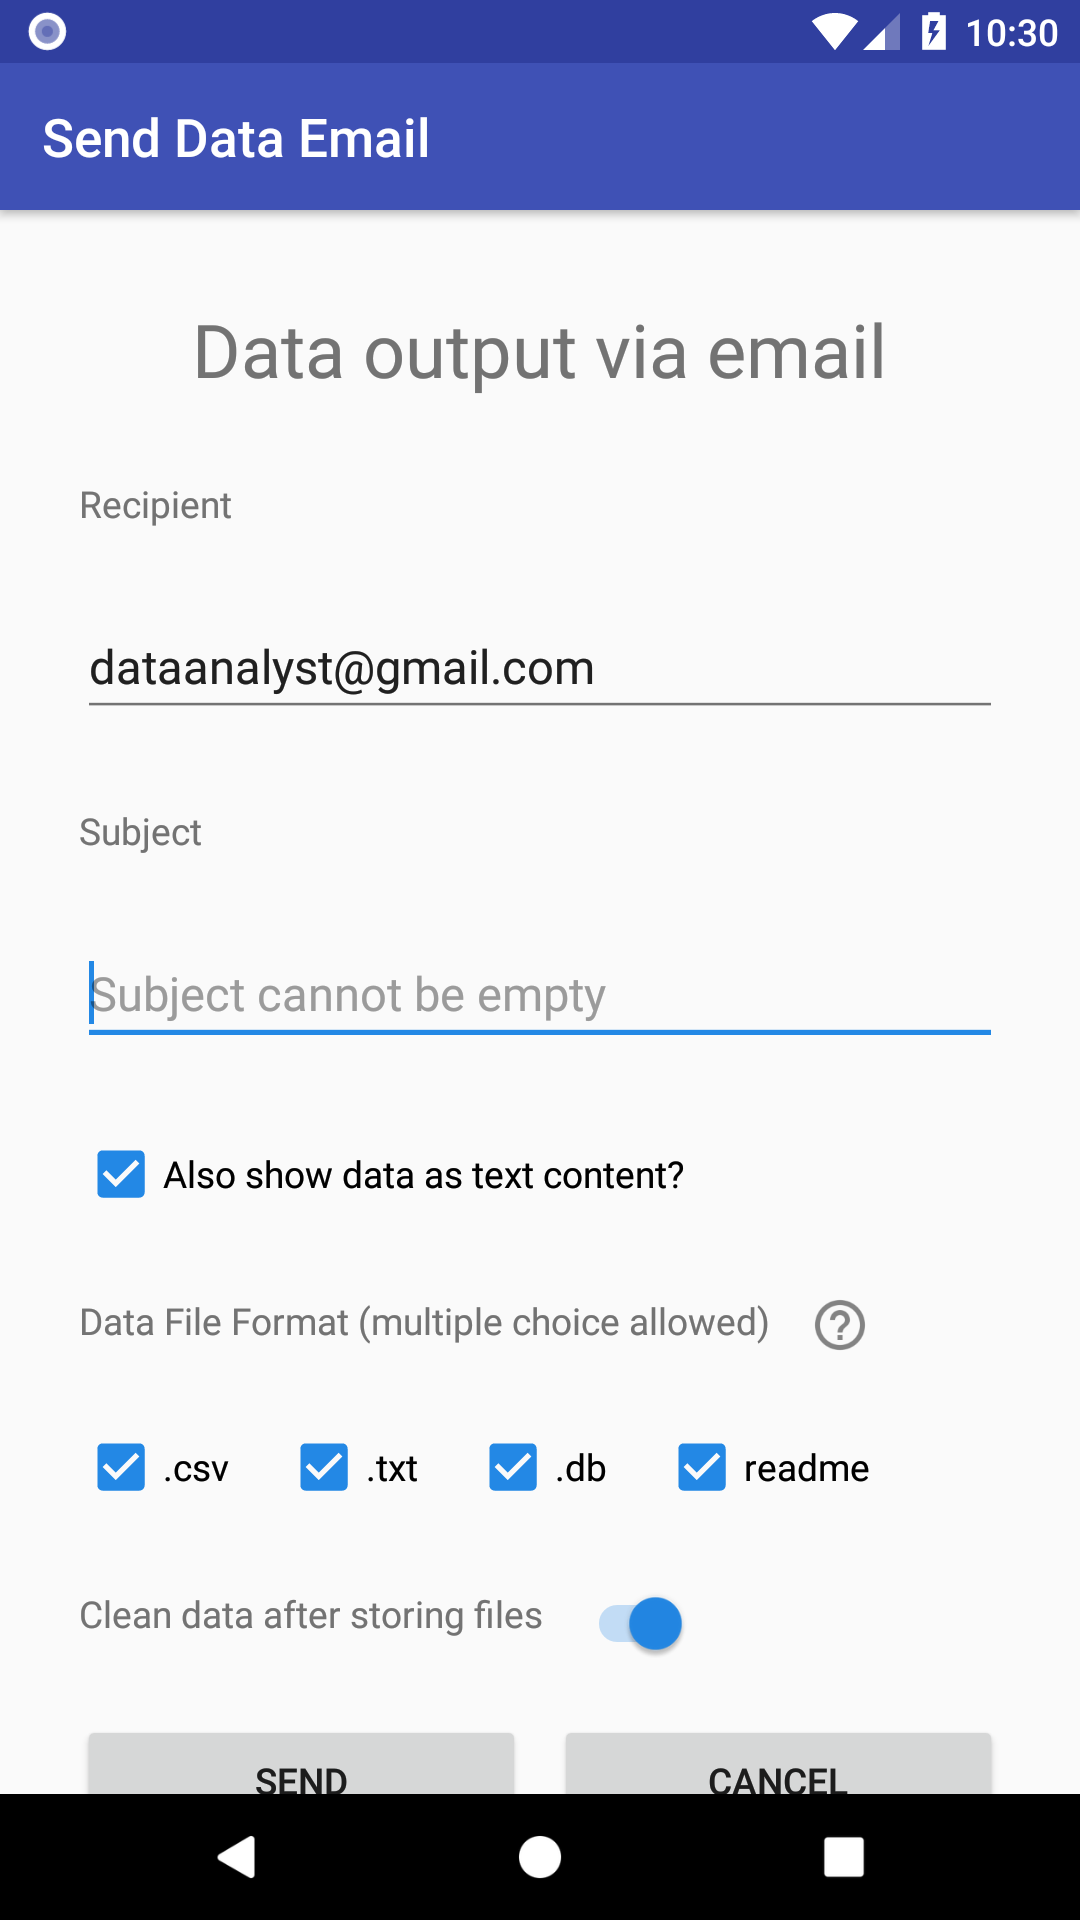 10:30
Send Data Email
Data output via email
Recipient
dataanalyst@gmail.com
Subject
Subject cannot be empty
Also show data as text content?
Data File Format (multiple choice allowed) ?
.csv .txt .db readme
Clean data after storing files
SEND CANCEL